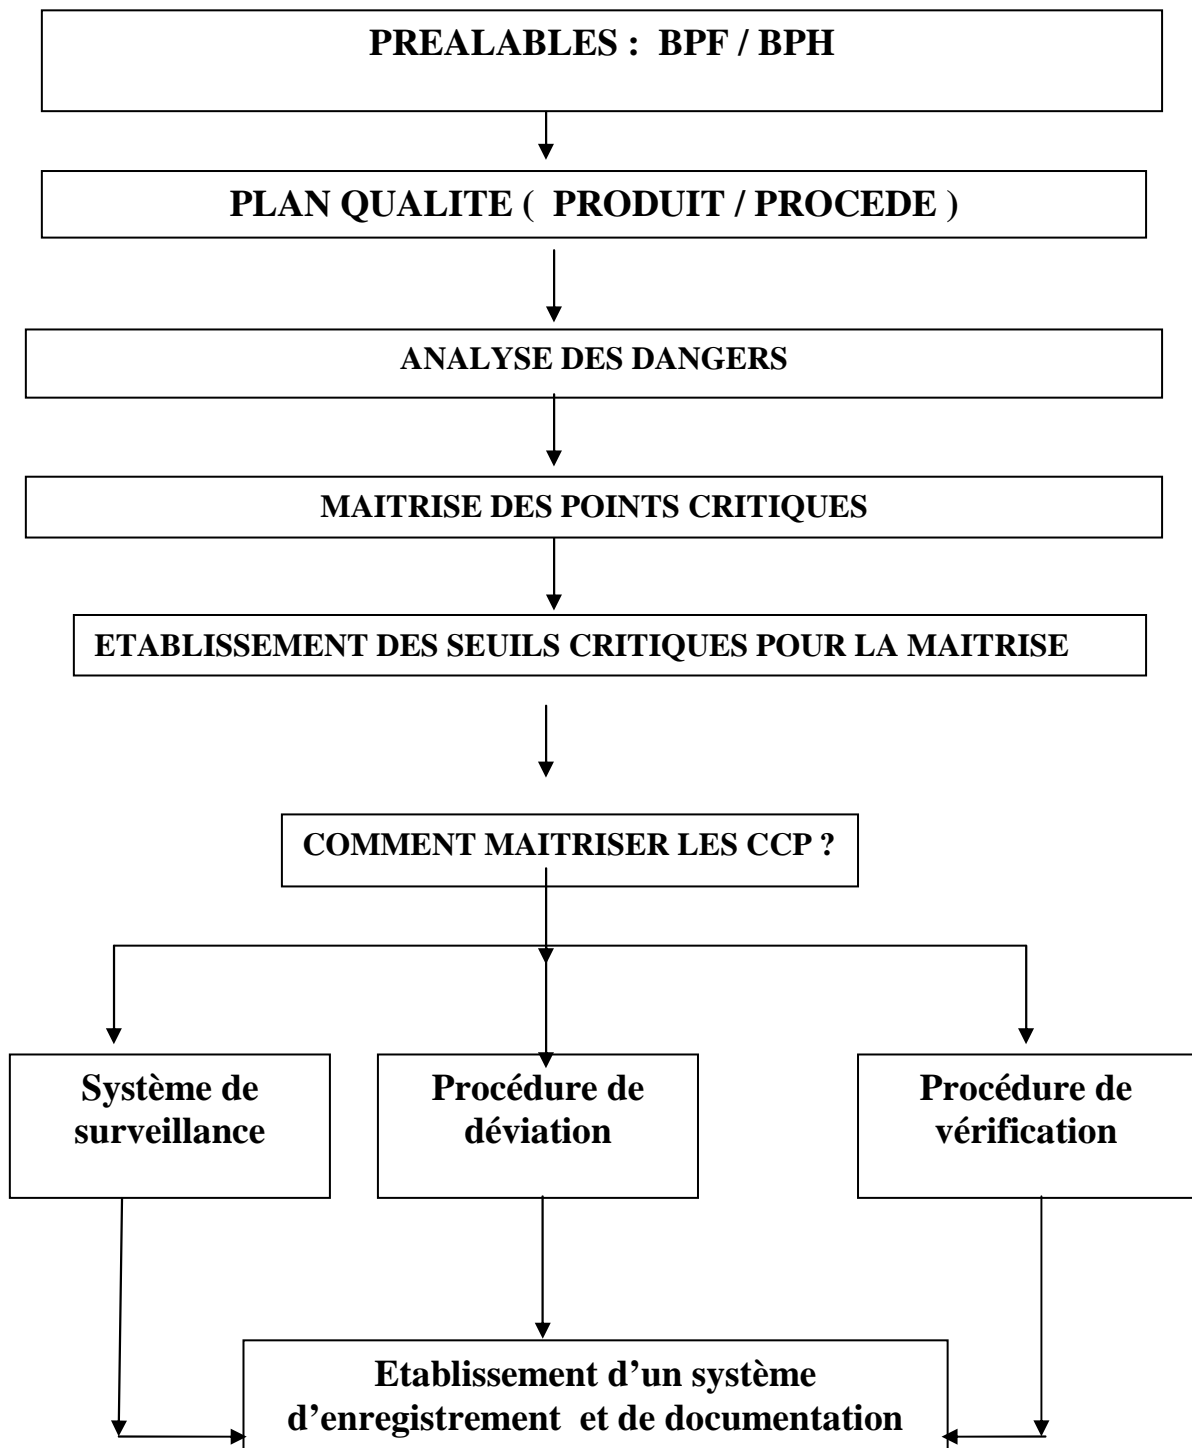 PREALABLES : BPF / BPH
PLAN QUALITE ( PRODUIT / PROCEDE )
ANALYSE DES DANGERS
MAITRISE DES POINTS CRITIQUES
ETABLISSEMENT DES SEUILS CRITIQUES POUR LA MAITRISE
COMMENT MAITRISER LES CCP ?
Système de
surveillance
Procédure de
déviation
Procédure de
vérification
Etablissement d’un système
d’enregistrement et de documentation